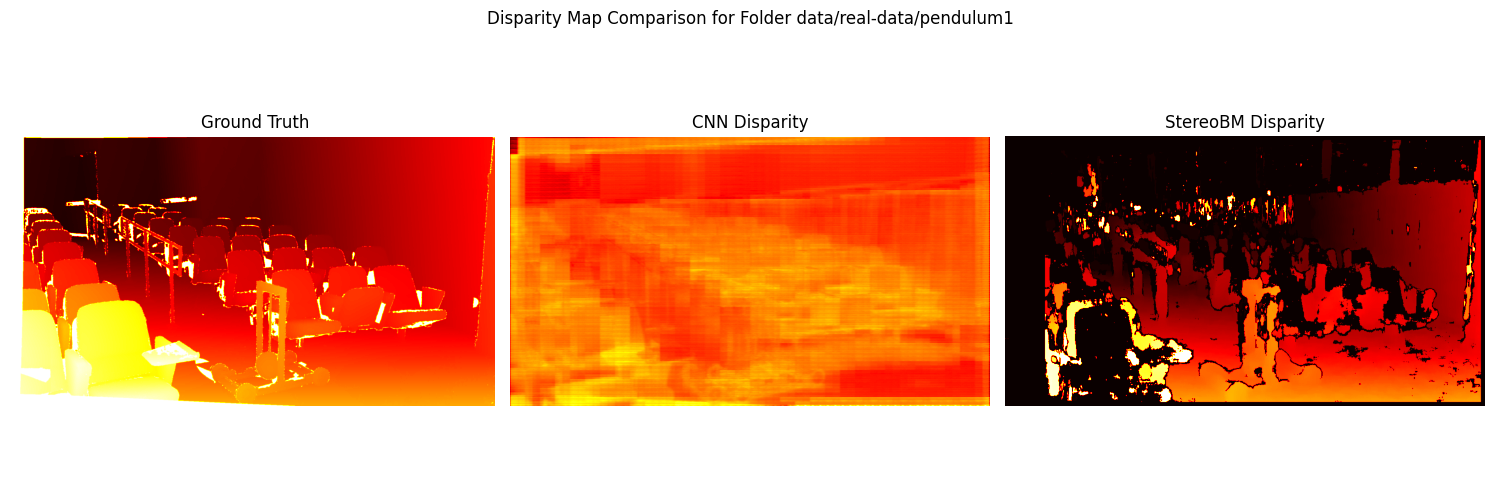 Disparity Map Comparison for Folder data/real-data/pendulum1
Ground Truth
CNN Disparity
StereoBM Disparity